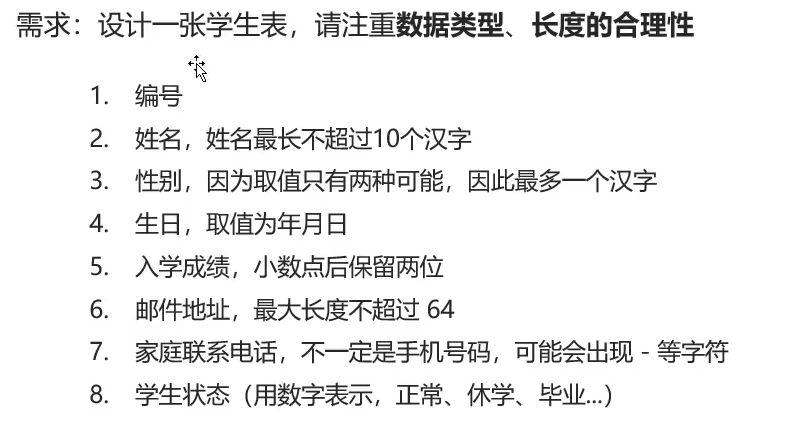 需求：设计一张学生表，请注重数据类型、长度的合理性
1. 编号
2. 姓名，姓名最长不超过10个汉字
3. 性别，因为取值只有两种可能，因此最多一个汉字
4. 生日，取值为年月日
5. 入学成绩，小数点后保留两位
6. 邮件地址，最大长度不超过 64
7. 家庭联系电话，不一定是手机号码，可能会出现 - 等字符
8. 学生状态（用数字表示，正常、休学、毕业...）